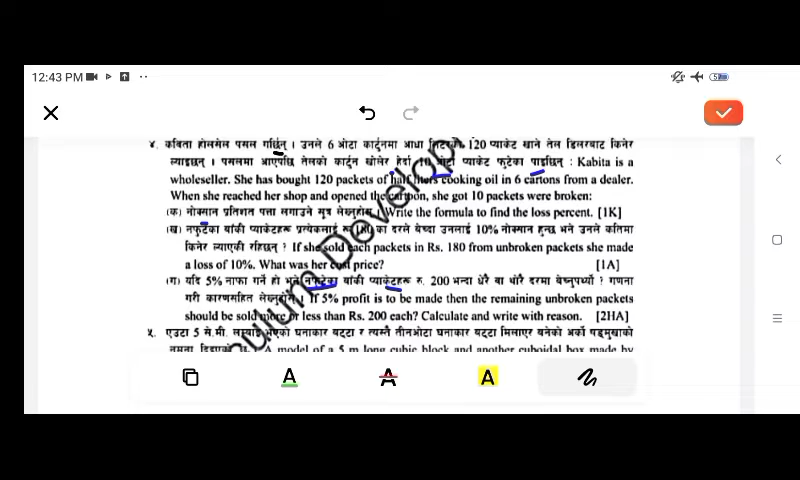 12:43 PM
४. कविता होलसेल पसल गर्छिन् । उनले 6 ओटा कार्टुनमा आधा लिटरको 120 प्याकेट खाने तेल डिलरबाट किनेर
ल्याइछन् । पसलमा आएपछि तेलको कार्टुन खोलेर हेर्दा 10 ओटा प्याकेट फुटेका पाइछन् : Kabita is a
wholeseller. She has bought 120 packets of half liters cooking oil in 6 cartons from a dealer.
When she reached her shop and opened the carton, she got 10 packets were broken:
(क) नोक्सान प्रतिशत पत्ता लगाउने सूत्र लेख्नुहोस् । Write the formula to find the loss percent. [1K]
(ख) नफुटेका बाँकी प्याकेटहरू प्रत्येकलाई रू 180 का दरले बेच्दा उनलाई 10% नोक्सान हुन्छ भने उनले कतिमा
किनेर ल्याएकी रहिछन् ? If she sold each packets in Rs. 180 from unbroken packets she made
a loss of 10%. What was her cost price? [1A]
(ग) यदि 5% नाफा गर्ने हो भने नफुटेका बाँकी प्याकेटहरू रु. 200 भन्दा धेरै वा थोरै दरमा बेच्नुपर्थ्यो ? गणना
गरी कारणसहित लेख्नुहोस् । If 5% profit is to be made then the remaining unbroken packets
should be sold more or less than Rs. 200 each? Calculate and write with reason. [2HA]
५. एउटा 5 से.मी. लम्बाई भएको घनाकार बट्टा र त्यस्तै तीनओटा घनाकार बट्टा मिलाएर बनेको अर्को षड्मुखाको
नमुना दिइएको छ । A model of a 5 m long cubic block and another cuboidal box made by